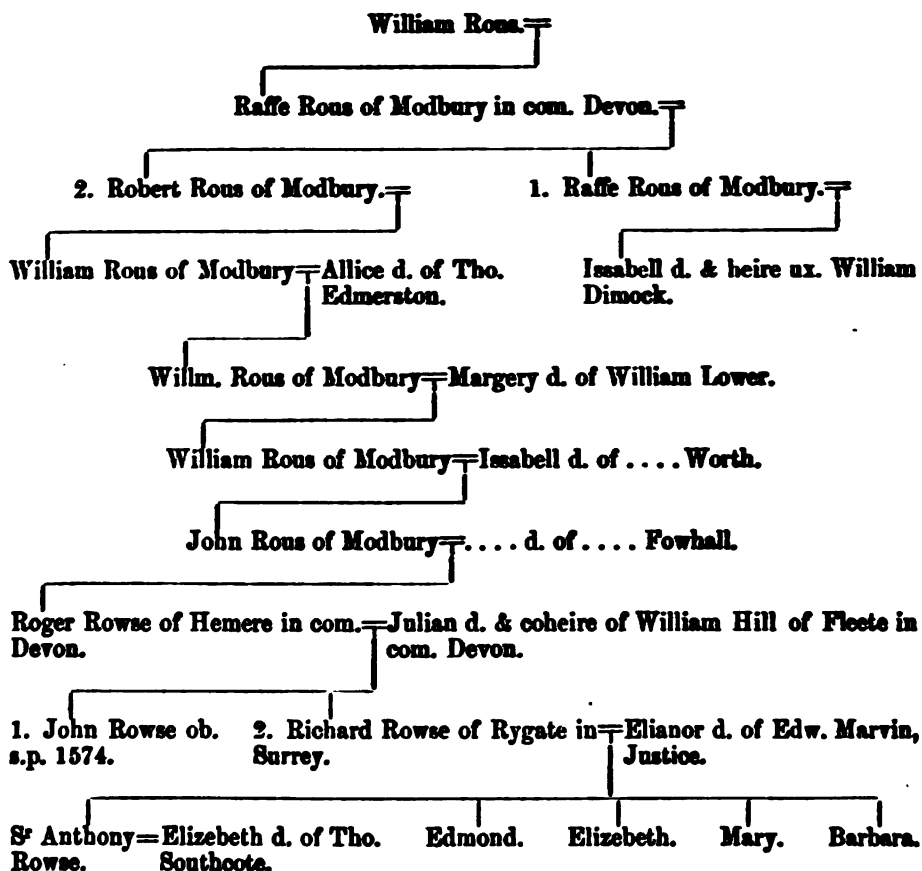 William Rous.
Raffe Rous of Modbury in com. Devon.
2. Robert Rous of Modbury. 1. Raffe Rous of Modbury.
William Rous of Modbury=Allice d. of Tho. Issabell d. & heire ux. William
Edmerston. Dimock.
Willm. Rous of Modbury=Margery d. of William Lower.
William Rous of Modbury=Issabell d. of .... Worth.
John Rous of Modbury=.... d. of .... Fowhall.
Roger Rowse of Hemere in com.=Julian d. & coheire of William Hill of Fleete in
Devon. com. Devon.
1. John Rowse ob. 2. Richard Rowse of Rygate in=Elianor d. of Edw. Marvin,
s.p. 1574. Surrey. Justice.
Sr Anthony=Elizebeth d. of Tho. Edmond. Elizebeth. Mary. Barbara.
Rowse. Southcote.